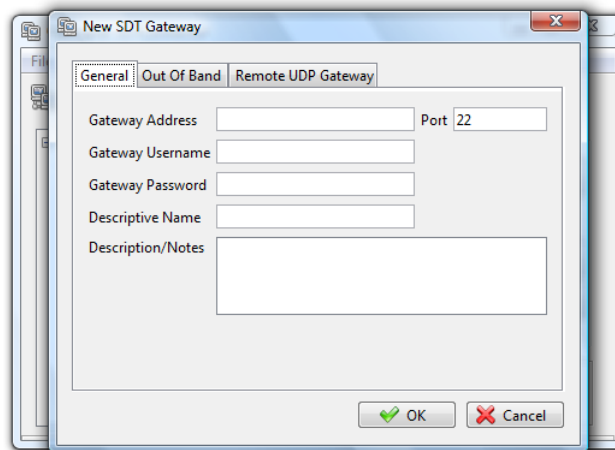 New SDT Gateway
General Out Of Band Remote UDP Gateway
Gateway Address Port 22
Gateway Username
Gateway Password
Descriptive Name
Description/Notes
OK Cancel